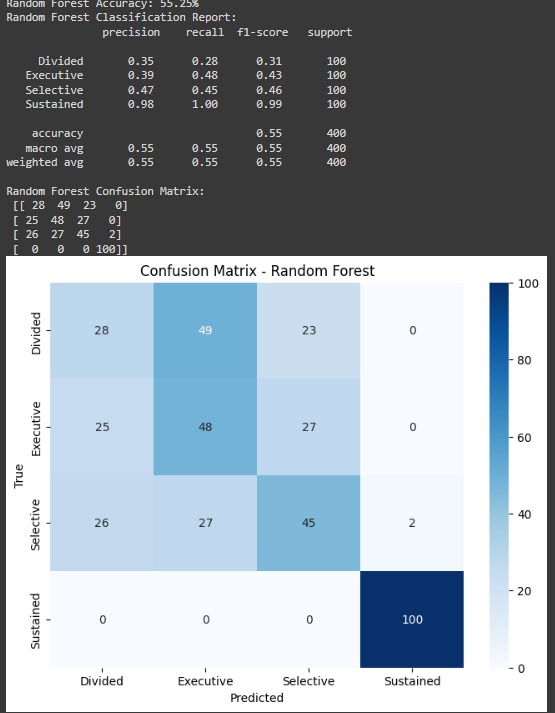 Random Forest Accuracy: 55.25%
Random Forest Classification Report:
precision recall f1-score support
Divided 0.35 0.28 0.31 100
Executive 0.39 0.48 0.43 100
Selective 0.47 0.45 0.46 100
Sustained 0.98 1.00 0.99 100
accuracy 0.55 400
macro avg 0.55 0.55 0.55 400
weighted avg 0.55 0.55 0.55 400
Random Forest Confusion Matrix:
[[ 28 49 23 0]
[ 25 48 27 0]
[ 26 27 45 2]
[ 0 0 0 100]]
Confusion Matrix - Random Forest
Divided 28 49 23 0
Executive 25 48 27 0
Selective 26 27 45 2
Sustained 0 0 0 100
True
Divided Executive Selective Sustained
Predicted
100
80
60
40
20
0